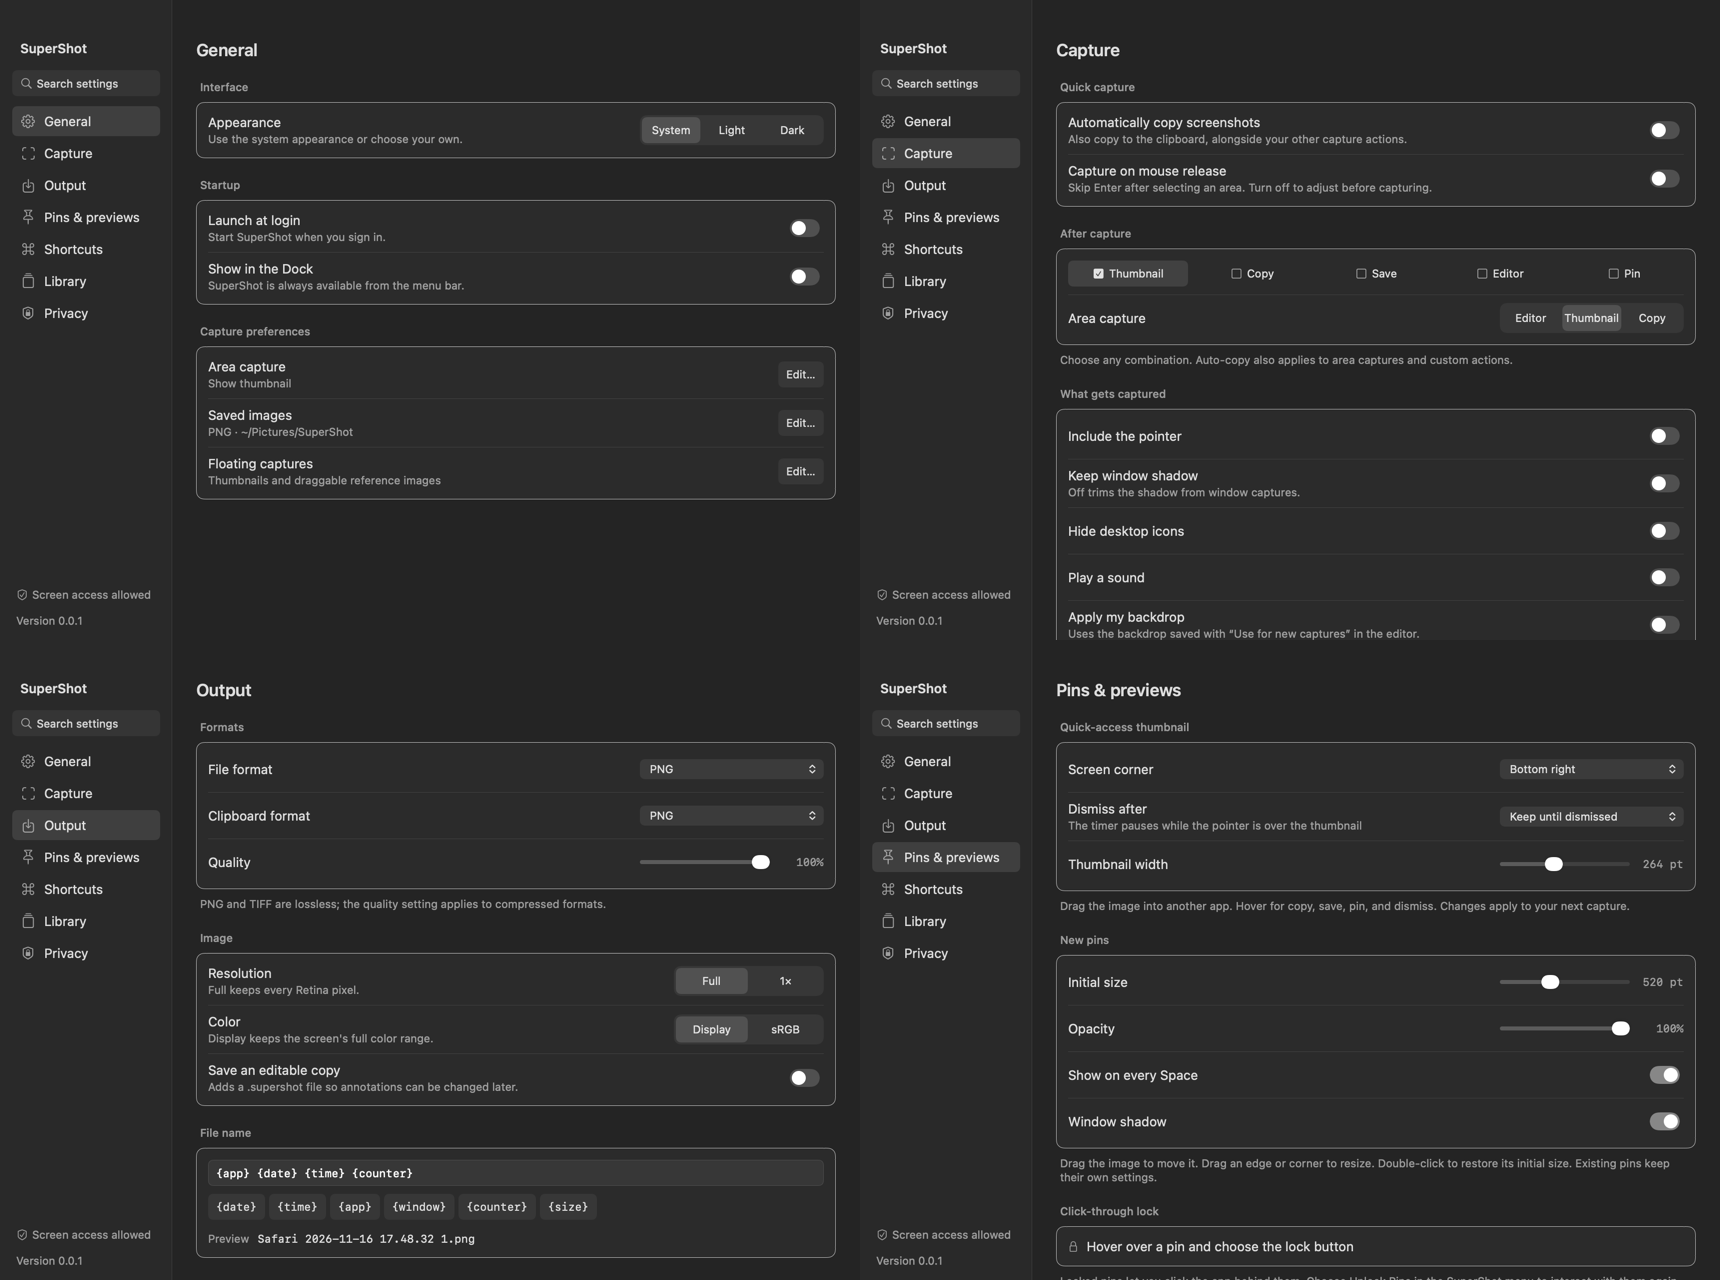 SuperShot
Search settings
General
Capture
Output
Pins & previews
Shortcuts
Library
Privacy
Screen access allowed
Version 0.0.1
General
Interface
Appearance
Use the system appearance or choose your own.
System Light Dark
Startup
Launch at login
Start SuperShot when you sign in.
Show in the Dock
SuperShot is always available from the menu bar.
Capture preferences
Area capture
Show thumbnail
Edit...
Saved images
PNG · ~/Pictures/SuperShot
Edit...
Floating captures
Thumbnails and draggable reference images
Edit...
SuperShot
Search settings
General
Capture
Output
Pins & previews
Shortcuts
Library
Privacy
Screen access allowed
Version 0.0.1
Capture
Quick capture
Automatically copy screenshots
Also copy to the clipboard, alongside your other capture actions.
Capture on mouse release
Skip Enter after selecting an area. Turn off to adjust before capturing.
After capture
Thumbnail Copy Save Editor Pin
Area capture
Editor Thumbnail Copy
Choose any combination. Auto-copy also applies to area captures and custom actions.
What gets captured
Include the pointer
Keep window shadow
Off trims the shadow from window captures.
Hide desktop icons
Play a sound
Apply my backdrop
Uses the backdrop saved with “Use for new captures” in the editor.
SuperShot
Search settings
General
Capture
Output
Pins & previews
Shortcuts
Library
Privacy
Screen access allowed
Version 0.0.1
Output
Formats
File format PNG
Clipboard format PNG
Quality 100%
PNG and TIFF are lossless; the quality setting applies to compressed formats.
Image
Resolution
Full keeps every Retina pixel.
Full 1×
Color
Display keeps the screen's full color range.
Display sRGB
Save an editable copy
Adds a .supershot file so annotations can be changed later.
File name
{app} {date} {time} {counter}
{date} {time} {app} {window} {counter} {size}
Preview Safari 2026-11-16 17.48.32 1.png
SuperShot
Search settings
General
Capture
Output
Pins & previews
Shortcuts
Library
Privacy
Screen access allowed
Version 0.0.1
Pins & previews
Quick-access thumbnail
Screen corner Bottom right
Dismiss after
The timer pauses while the pointer is over the thumbnail
Keep until dismissed
Thumbnail width 264 pt
Drag the image into another app. Hover for copy, save, pin, and dismiss. Changes apply to your next capture.
New pins
Initial size 520 pt
Opacity 100%
Show on every Space
Window shadow
Drag the image to move it. Drag an edge or corner to resize. Double-click to restore its initial size. Existing pins keep
their own settings.
Click-through lock
Hover over a pin and choose the lock button